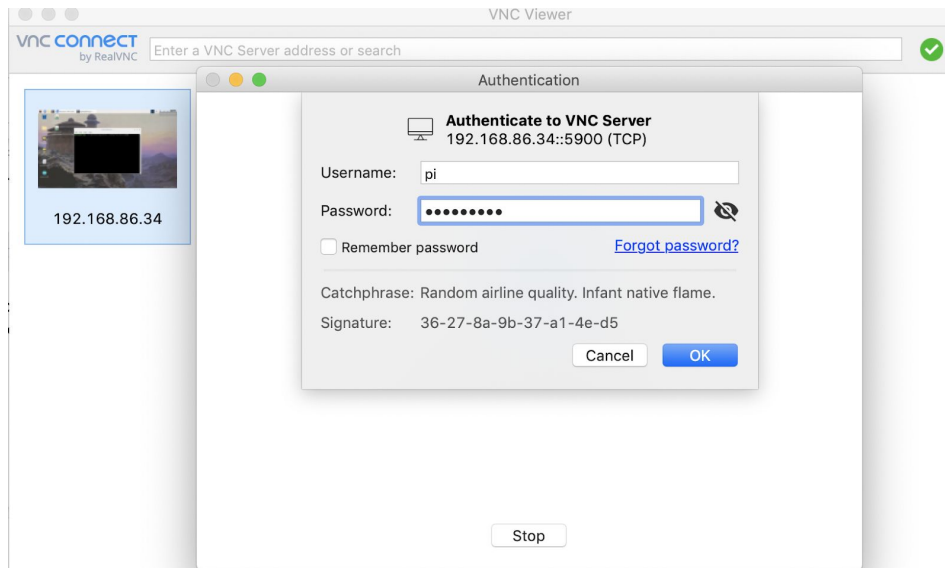 VNC Viewer
vnc connect
by RealVNC
Enter a VNC Server address or search
Authentication
192.168.86.34
Authenticate to VNC Server
192.168.86.34::5900 (TCP)
Username: pi
Password: •••••••••
Remember password Forgot password?
Catchphrase: Random airline quality. Infant native flame.
Signature: 36-27-8a-9b-37-a1-4e-d5
Cancel OK
Stop